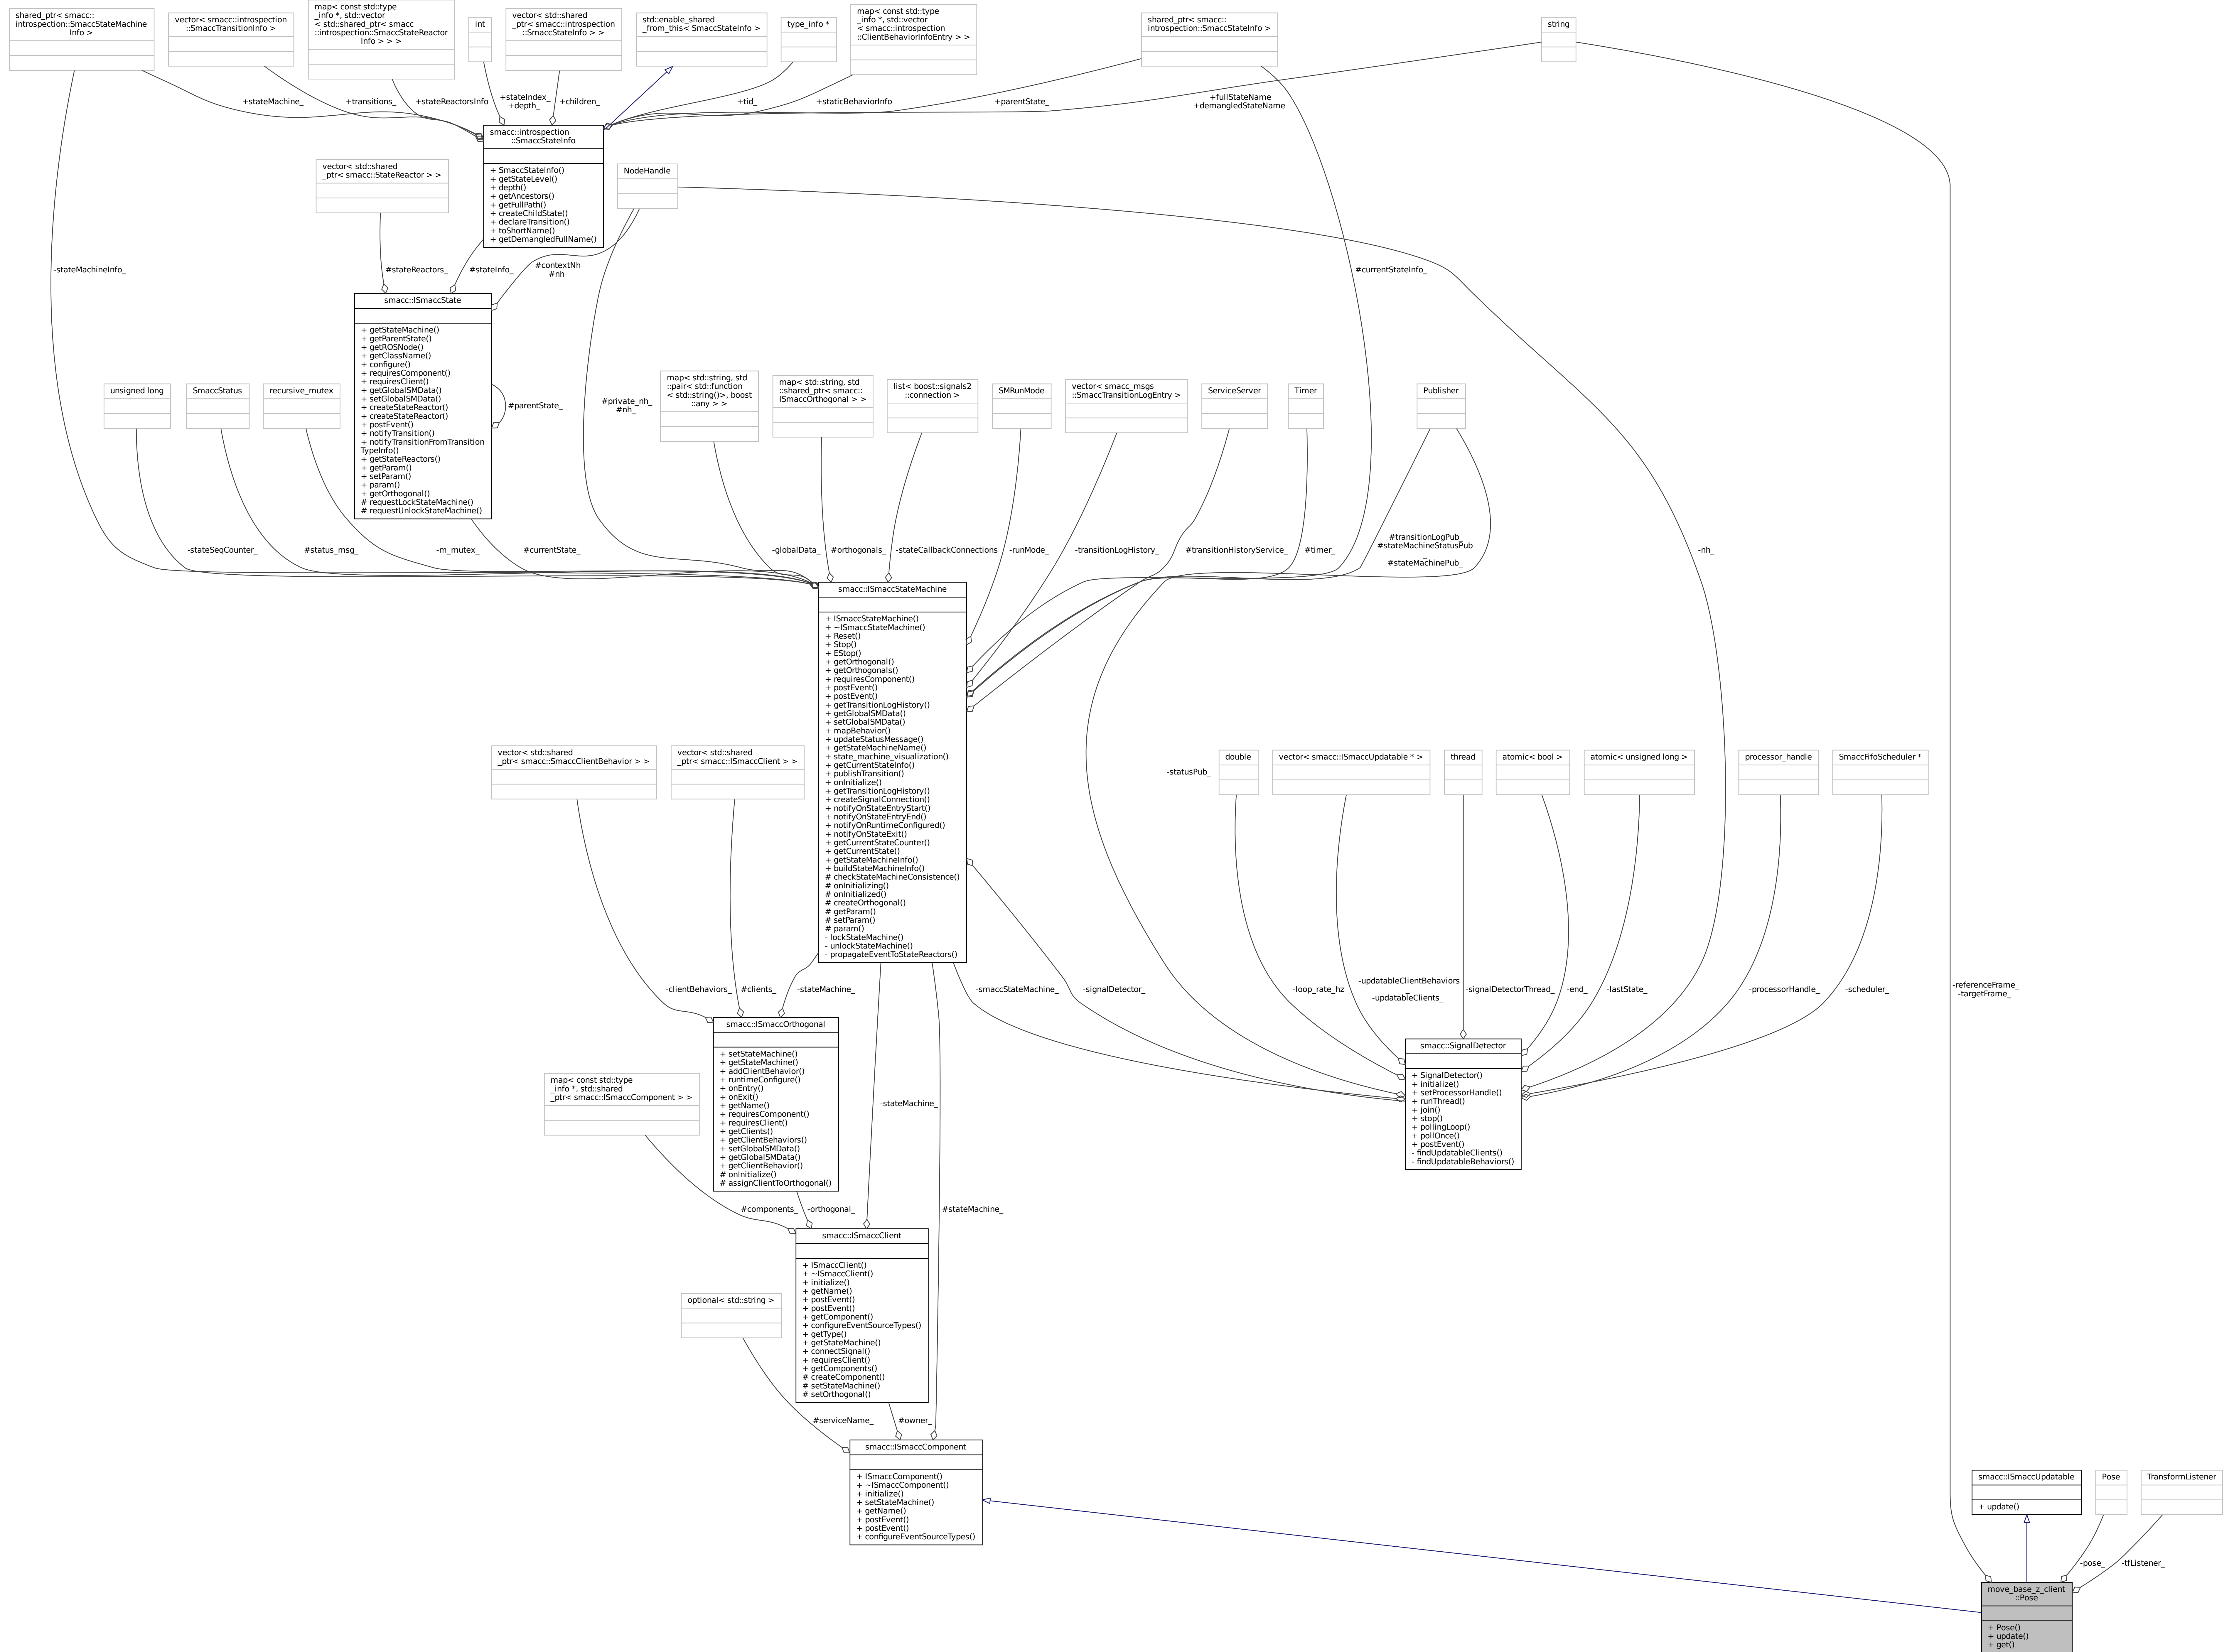 shared_ptr< smacc::
introspection::SmaccStateMachine
Info >
vector< smacc::introspection
::SmaccTransitionInfo >
map< const std::type
_info *, std::vector
< std::shared_ptr< smacc
::introspection::SmaccStateReactor
Info > > >
int
vector< std::shared
_ptr< smacc::introspection
::SmaccStateInfo > >
std::enable_shared
_from_this< SmaccStateInfo >
type_info *
map< const std::type
_info *, std::vector
< smacc::introspection
::ClientBehaviorInfoEntry > >
shared_ptr< smacc::
introspection::SmaccStateInfo >
string
+stateMachine_
+transitions_
+stateReactorsInfo
+stateIndex_
+depth_
+children_
+tid_
+staticBehaviorInfo
+parentState_
+fullStateName
+demangledStateName
smacc::introspection
::SmaccStateInfo
+ SmaccStateInfo()
+ getStateLevel()
+ depth()
+ getAncestors()
+ getFullPath()
+ createChildState()
+ declareTransition()
+ toShortName()
+ getDemangledFullName()
vector< std::shared
_ptr< smacc::StateReactor > >
NodeHandle
-stateMachineInfo_
#stateReactors_
#stateInfo_
#contextNh
#nh
#currentStateInfo_
smacc::ISmaccState
+ getStateMachine()
+ getParentState()
+ getROSNode()
+ getClassName()
+ configure()
+ requiresComponent()
+ requiresClient()
+ getGlobalSMData()
+ setGlobalSMData()
+ createStateReactor()
+ createStateReactor()
+ postEvent()
+ notifyTransition()
+ notifyTransitionFromTransition
TypeInfo()
+ getStateReactors()
+ getParam()
+ setParam()
+ param()
+ getOrthogonal()
# requestLockStateMachine()
# requestUnlockStateMachine()
#parentState_
unsigned long
SmaccStatus
recursive_mutex
#private_nh_
#nh_
map< std::string, std
::pair< std::function
< std::string()>, boost
::any > >
map< std::string, std
::shared_ptr< smacc::
ISmaccOrthogonal > >
list< boost::signals2
::connection >
SMRunMode
vector< smacc_msgs
::SmaccTransitionLogEntry >
ServiceServer
Timer
Publisher
-stateSeqCounter_
#status_msg_
-m_mutex_
#currentState_
-globalData_
#orthogonals_
-stateCallbackConnections
-runMode_
-transitionLogHistory_
#transitionHistoryService_
#timer_
#transitionLogPub_
#stateMachineStatusPub
_
#stateMachinePub_
-nh_
smacc::ISmaccStateMachine
+ ISmaccStateMachine()
+ ~ISmaccStateMachine()
+ Reset()
+ Stop()
+ EStop()
+ getOrthogonal()
+ getOrthogonals()
+ requiresComponent()
+ postEvent()
+ postEvent()
+ getTransitionLogHistory()
+ getGlobalSMData()
+ setGlobalSMData()
+ mapBehavior()
+ updateStatusMessage()
+ getStateMachineName()
+ state_machine_visualization()
+ getCurrentStateInfo()
+ publishTransition()
+ onInitialize()
+ getTransitionLogHistory()
+ createSignalConnection()
+ notifyOnStateEntryStart()
+ notifyOnStateEntryEnd()
+ notifyOnRuntimeConfigured()
+ notifyOnStateExit()
+ getCurrentStateCounter()
+ getCurrentState()
+ getStateMachineInfo()
+ buildStateMachineInfo()
# checkStateMachineConsistence()
# onInitializing()
# onInitialized()
# createOrthogonal()
# getParam()
# setParam()
# param()
- lockStateMachine()
- unlockStateMachine()
- propagateEventToStateReactors()
vector< std::shared
_ptr< smacc::SmaccClientBehavior > >
vector< std::shared
_ptr< smacc::ISmaccClient > >
-statusPub_
double
vector< smacc::ISmaccUpdatable * >
thread
atomic< bool >
atomic< unsigned long >
processor_handle
SmaccFifoScheduler *
-clientBehaviors_
#clients_
-stateMachine_
-smaccStateMachine_
-signalDetector_
-loop_rate_hz
-updatableClientBehaviors
_
-updatableClients_
-signalDetectorThread_
-end_
-lastState_
-processorHandle_
-scheduler_
-referenceFrame_
-targetFrame_
smacc::ISmaccOrthogonal
+ setStateMachine()
+ getStateMachine()
+ addClientBehavior()
+ runtimeConfigure()
+ onEntry()
+ onExit()
+ getName()
+ requiresComponent()
+ requiresClient()
+ getClients()
+ getClientBehaviors()
+ setGlobalSMData()
+ getGlobalSMData()
+ getClientBehavior()
# onInitialize()
# assignClientToOrthogonal()
smacc::SignalDetector
+ SignalDetector()
+ initialize()
+ setProcessorHandle()
+ runThread()
+ join()
+ stop()
+ pollingLoop()
+ pollOnce()
+ postEvent()
- findUpdatableClients()
- findUpdatableBehaviors()
map< const std::type
_info *, std::shared
_ptr< smacc::ISmaccComponent > >
-stateMachine_
#components_
-orthogonal_
#stateMachine_
smacc::ISmaccClient
+ ISmaccClient()
+ ~ISmaccClient()
+ initialize()
+ getName()
+ postEvent()
+ postEvent()
+ getComponent()
+ configureEventSourceTypes()
+ getType()
+ getStateMachine()
+ connectSignal()
+ requiresClient()
+ getComponents()
# createComponent()
# setStateMachine()
# setOrthogonal()
optional< std::string >
#serviceName_
#owner_
smacc::ISmaccComponent
+ ISmaccComponent()
+ ~ISmaccComponent()
+ initialize()
+ setStateMachine()
+ getName()
+ postEvent()
+ postEvent()
+ configureEventSourceTypes()
smacc::ISmaccUpdatable
+ update()
Pose
TransformListener
-pose_
-tfListener_
move_base_z_client
::Pose
+ Pose()
+ update()
+ get()